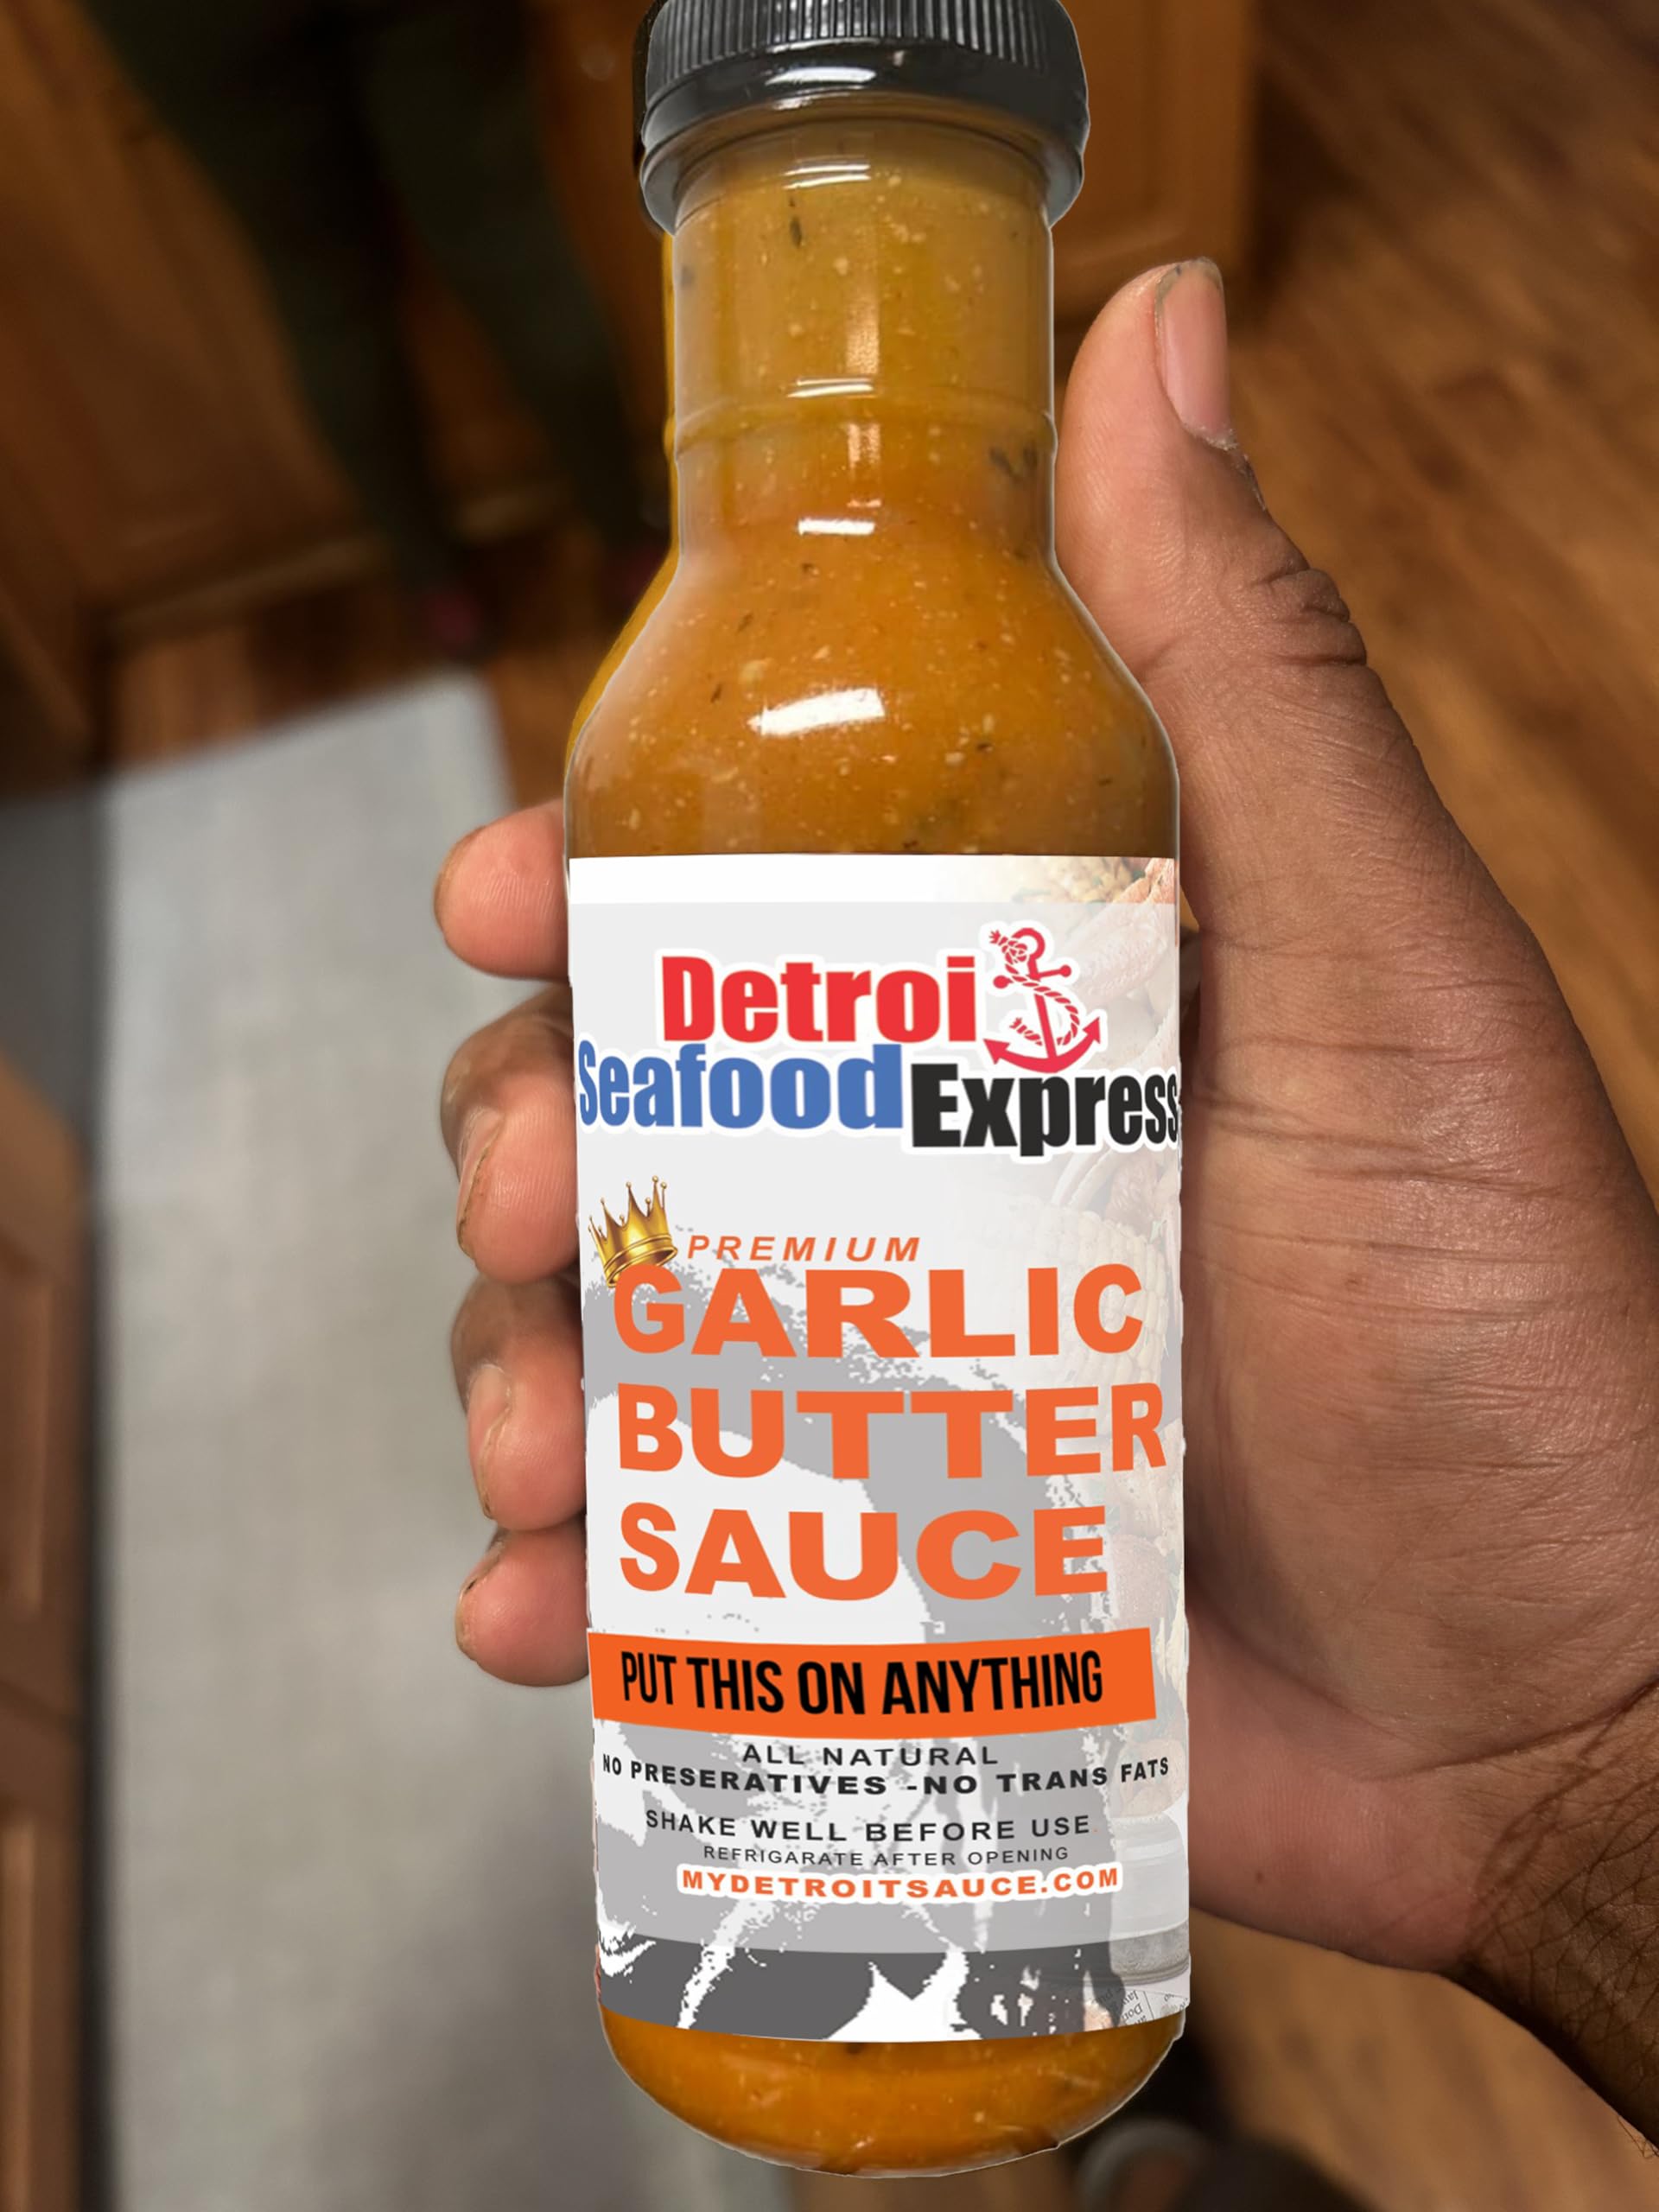 Detroi
Seafood Express
PREMIUM
GARLIC
BUTTER
SAUCE
PUT THIS ON ANYTHING
ALL NATURAL
NO PRESERATIVES -NO TRANS FATS
SHAKE WELL BEFORE USE
REFRIGARATE AFTER OPENING
MYDETROITSAUCE.COM